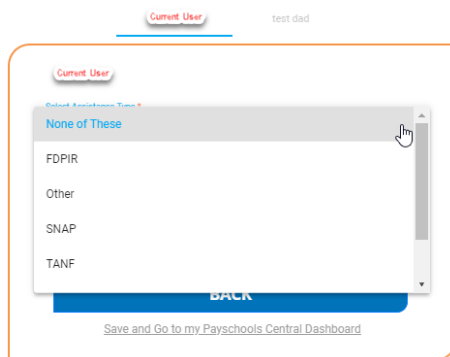 Current User
test dad
Current User
Select Assistance Type *
None of These
FDPIR
Other
SNAP
TANF
BACK
Save and Go to my Payschools Central Dashboard